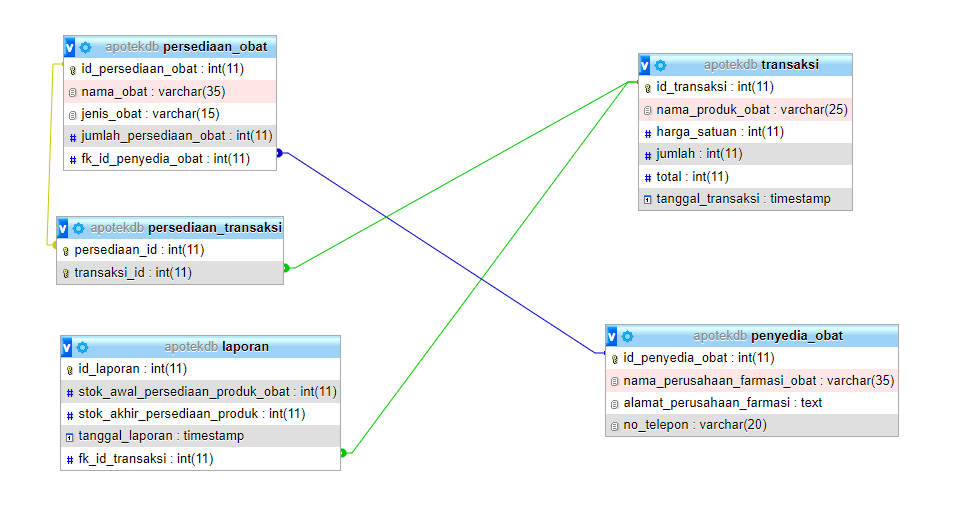 apotekdb persediaan_obat
id_persediaan_obat : int(11)
nama_obat : varchar(35)
jenis_obat : varchar(15)
jumlah_persediaan_obat : int(11)
fk_id_penyedia_obat : int(11)
apotekdb transaksi
id_transaksi : int(11)
nama_produk_obat : varchar(25)
harga_satuan : int(11)
jumlah : int(11)
total : int(11)
tanggal_transaksi : timestamp
apotekdb persediaan_transaksi
persediaan_id : int(11)
transaksi_id : int(11)
apotekdb laporan
id_laporan : int(11)
stok_awal_persediaan_produk_obat : int(11)
stok_akhir_persediaan_produk : int(11)
tanggal_laporan : timestamp
fk_id_transaksi : int(11)
apotekdb penyedia_obat
id_penyedia_obat : int(11)
nama_perusahaan_farmasi_obat : varchar(35)
alamat_perusahaan_farmasi : text
no_telepon : varchar(20)